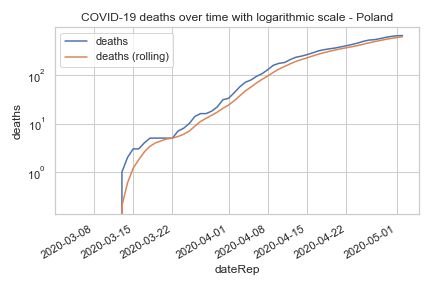 COVID-19 deaths over time with logarithmic scale - Poland
deaths
deaths (rolling)
10²
10¹
10⁰
deaths
2020-03-08
2020-03-15
2020-03-22
2020-04-01
2020-04-08
2020-04-15
2020-04-22
2020-05-01
dateRep